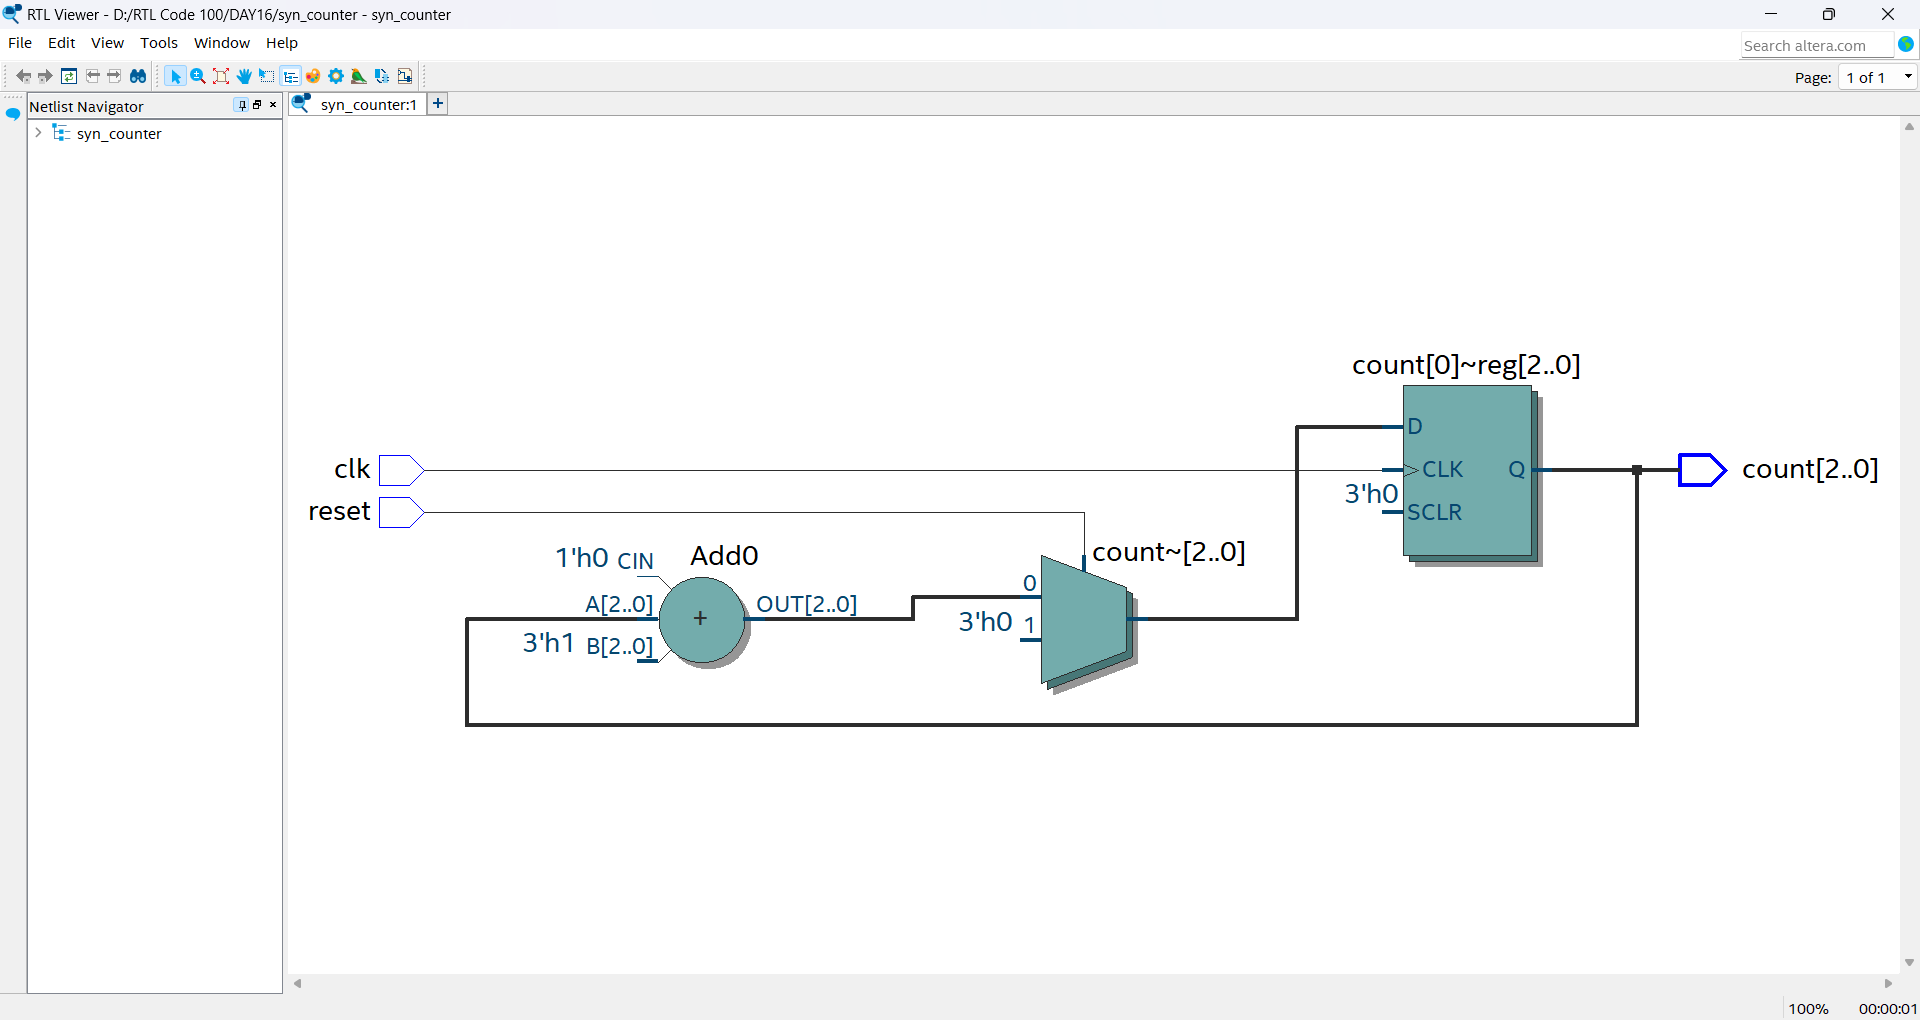 RTL Viewer - D:/RTL Code 100/DAY16/syn_counter - syn_counter
File Edit View Tools Window Help
Search altera.com
Page: 1 of 1
Netlist Navigator
syn_counter
syn_counter:1 +
count[0]~reg[2..0]
D
clk
CLK Q
count[2..0]
3'h0
reset
SCLR
1'h0 CIN
Add0
count~[2..0]
0
A[2..0]
+
OUT[2..0]
3'h0 1
3'h1 B[2..0]
100% 00:00:01